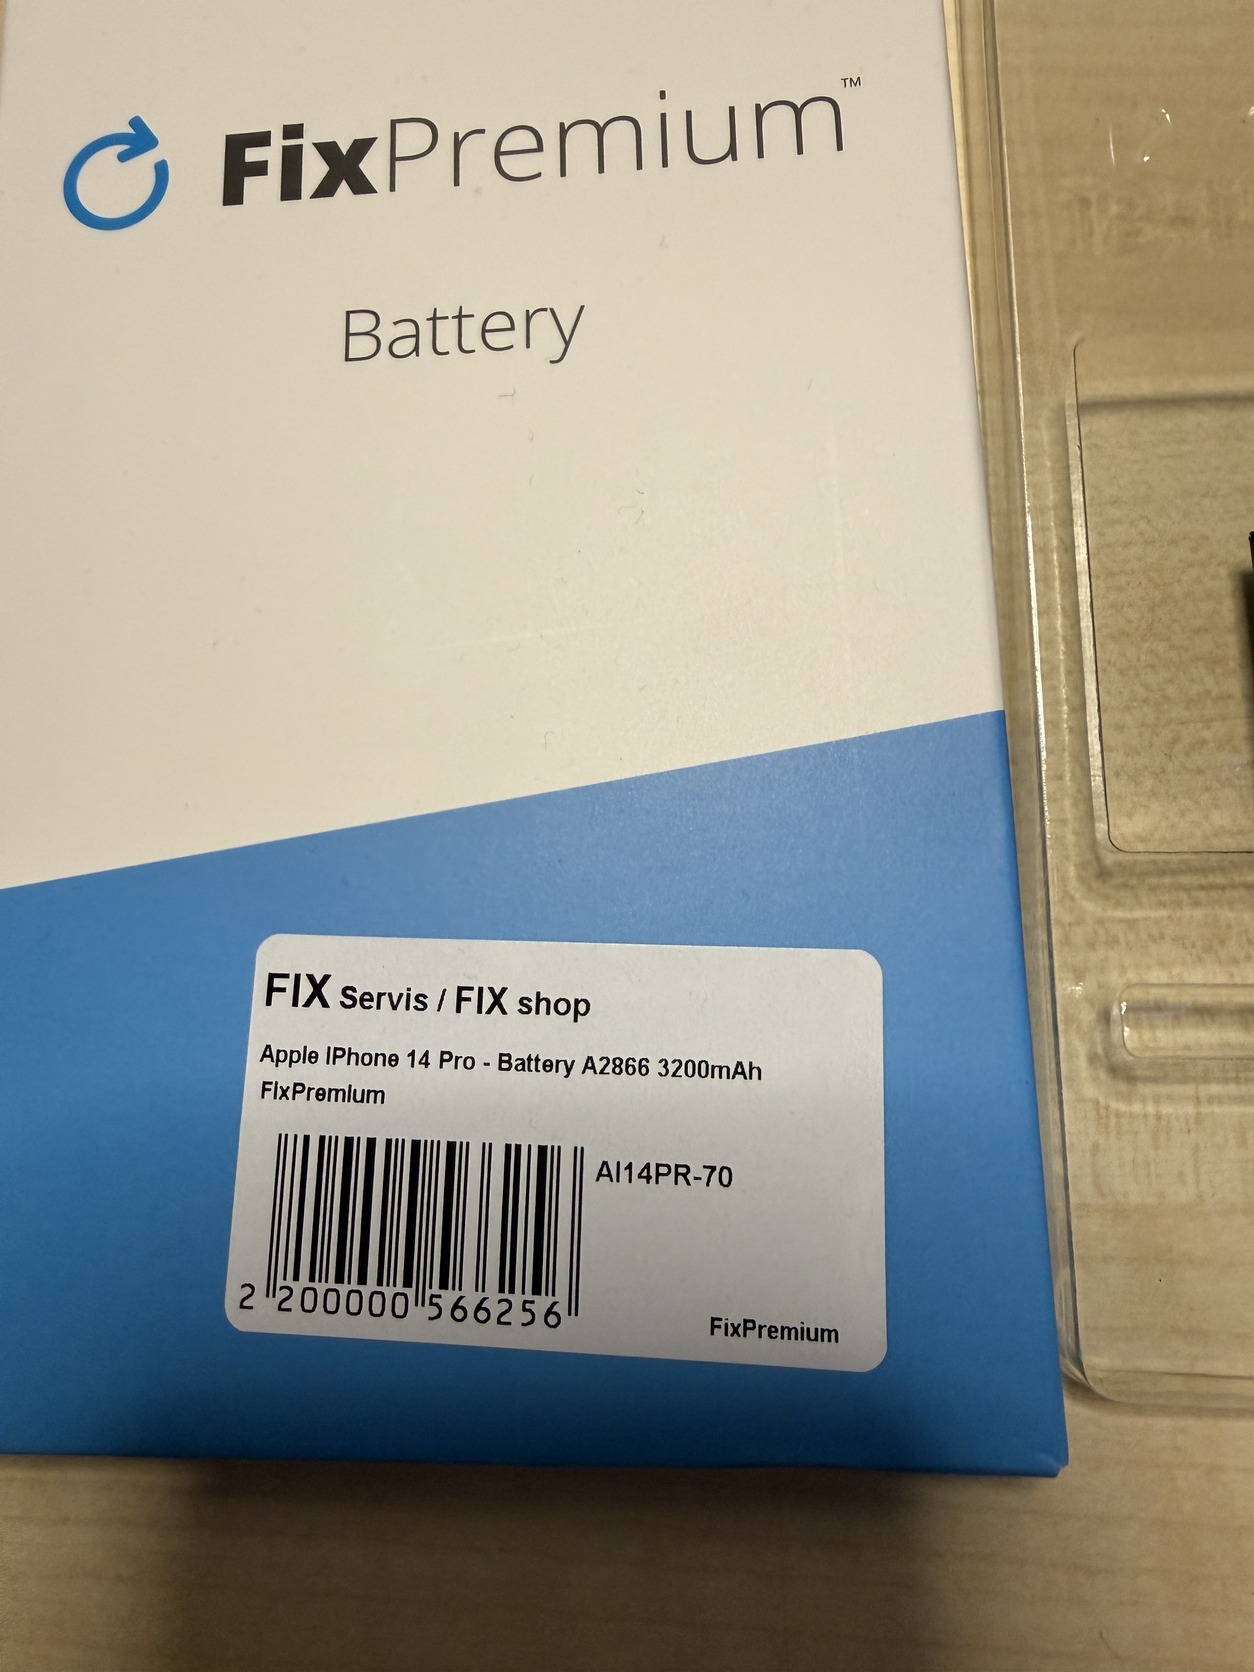 FixPremium™
Battery
FIX Servis / FIX shop
Apple IPhone 14 Pro - Battery A2866 3200mAh
FixPremium
AI14PR-70
2 200000 566256
FixPremium